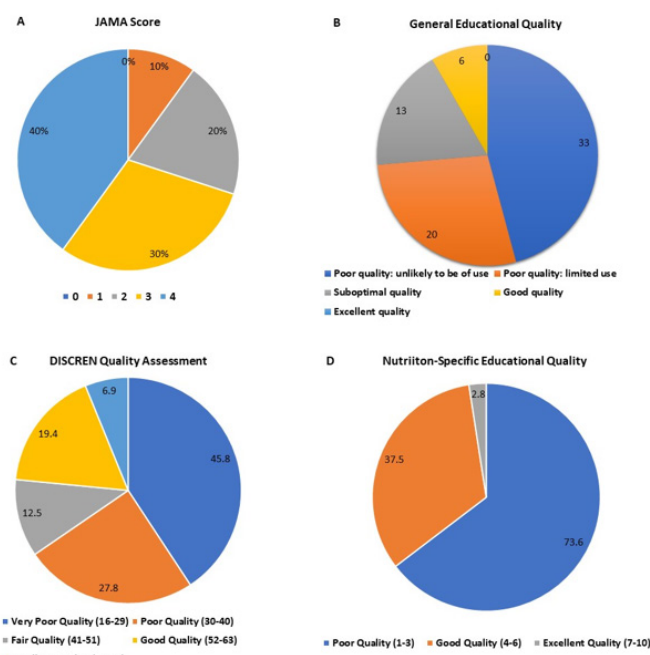 A JAMA Score
0%
10%
20%
30%
40%
0 1 2 3 4
B General Educational Quality
0
6
13
20
33
Poor quality: unlikely to be of use Poor quality: limited use
Suboptimal quality Good quality
Excellent quality
C DISCREN Quality Assessment
6.9
19.4
12.5
27.8
45.8
Very Poor Quality (16-29) Poor Quality (30-40)
Fair Quality (41-51) Good Quality (52-63)
D Nutriiton-Specific Educational Quality
2.8
37.5
73.6
Poor Quality (1-3) Good Quality (4-6) Excellent Quality (7-10)